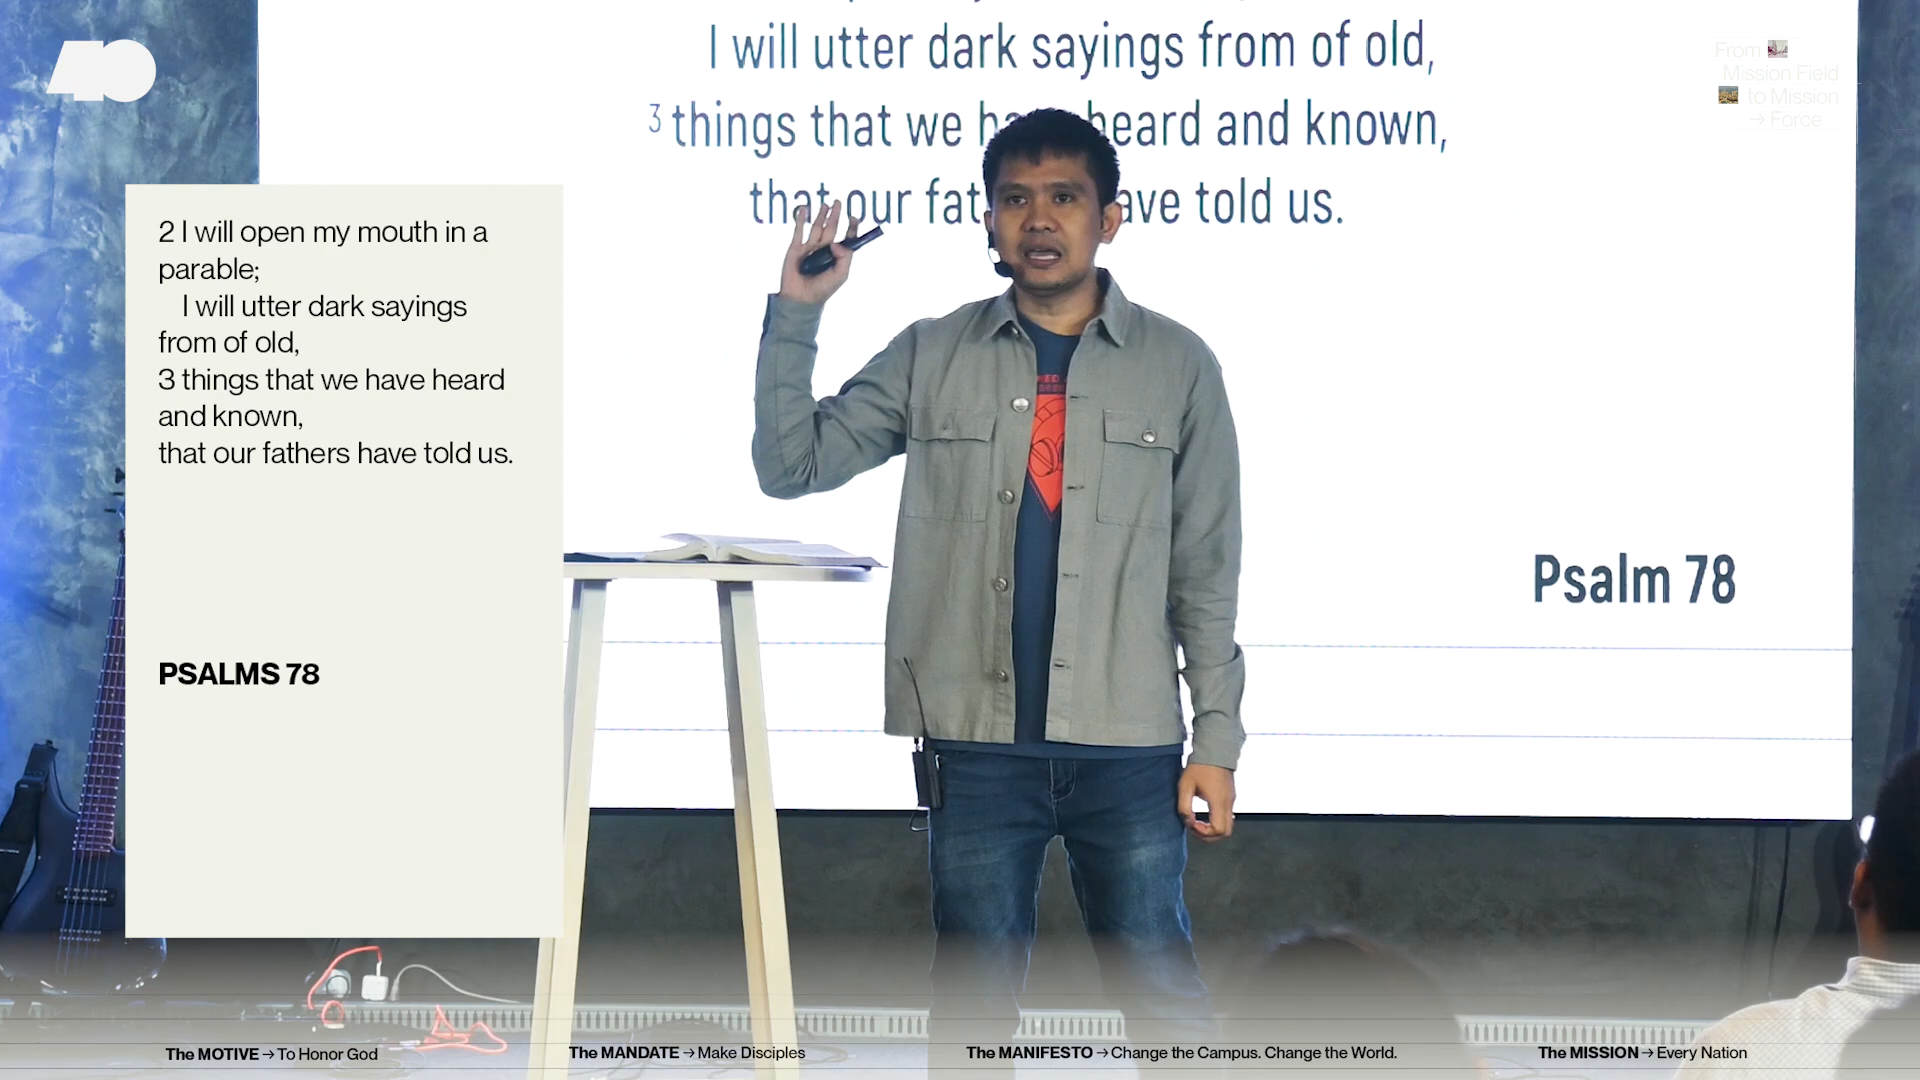 40
From
Mission Field
to Mission
→ Force
I will utter dark sayings from of old,
3 things that we have heard and known,
that our fat ave told us.
Psalm 78
2 I will open my mouth in a
parable;
I will utter dark sayings
from of old,
3 things that we have heard
and known,
that our fathers have told us.
PSALMS 78
The MOTIVE → To Honor God
The MANDATE → Make Disciples
The MANIFESTO → Change the Campus. Change the World.
The MISSION → Every Nation